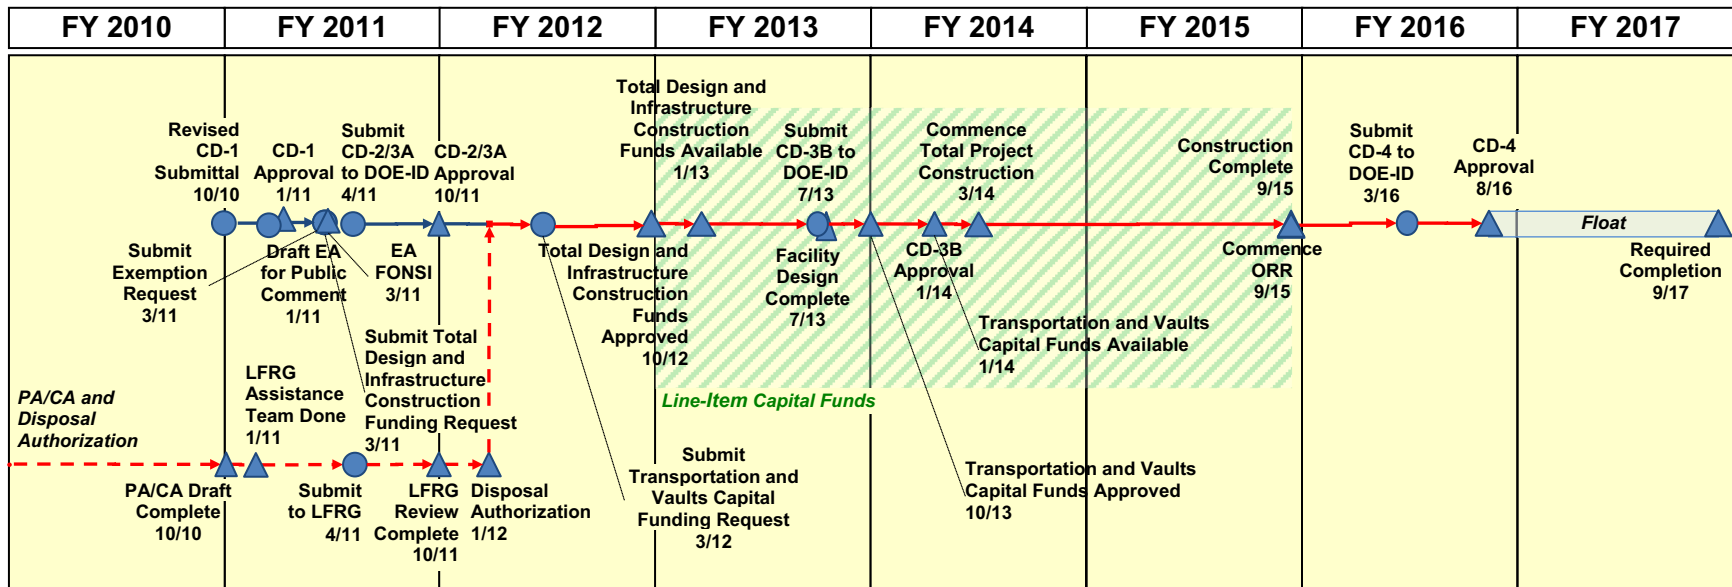 FY 2010
FY 2011
FY 2012
FY 2013
FY 2014
FY 2015
FY 2016
FY 2017
Revised
CD-1
Submittal
10/10
CD-1
Approval
1/11
Submit
CD-2/3A
to DOE-ID
4/11
CD-2/3A
Approval
10/11
Total Design and
Infrastructure
Construction
Funds Available
1/13
Submit
CD-3B to
DOE-ID
7/13
Commence
Total Project
Construction
3/14
Construction
Complete
9/15
Submit
CD-4 to
DOE-ID
3/16
CD-4
Approval
8/16
Float
Submit
Exemption
Request
3/11
Draft EA
for Public
Comment
1/11
EA
FONSI
3/11
Total Design and
Infrastructure
Construction
Funds
Approved
10/12
Facility
Design
Complete
7/13
CD-3B
Approval
1/14
Commence
ORR
9/15
Required
Completion
9/17
Transportation and Vaults
Capital Funds Available
1/14
Submit Total
Design and
Infrastructure
Construction
Funding Request
3/11
LFRG
Assistance
Team Done
1/11
PA/CA and
Disposal
Authorization
Line-Item Capital Funds
PA/CA Draft
Complete
10/10
Submit
to LFRG
4/11
LFRG
Review
Complete
10/11
Disposal
Authorization
1/12
Submit
Transportation and
Vaults Capital
Funding Request
3/12
Transportation and Vaults
Capital Funds Approved
10/13